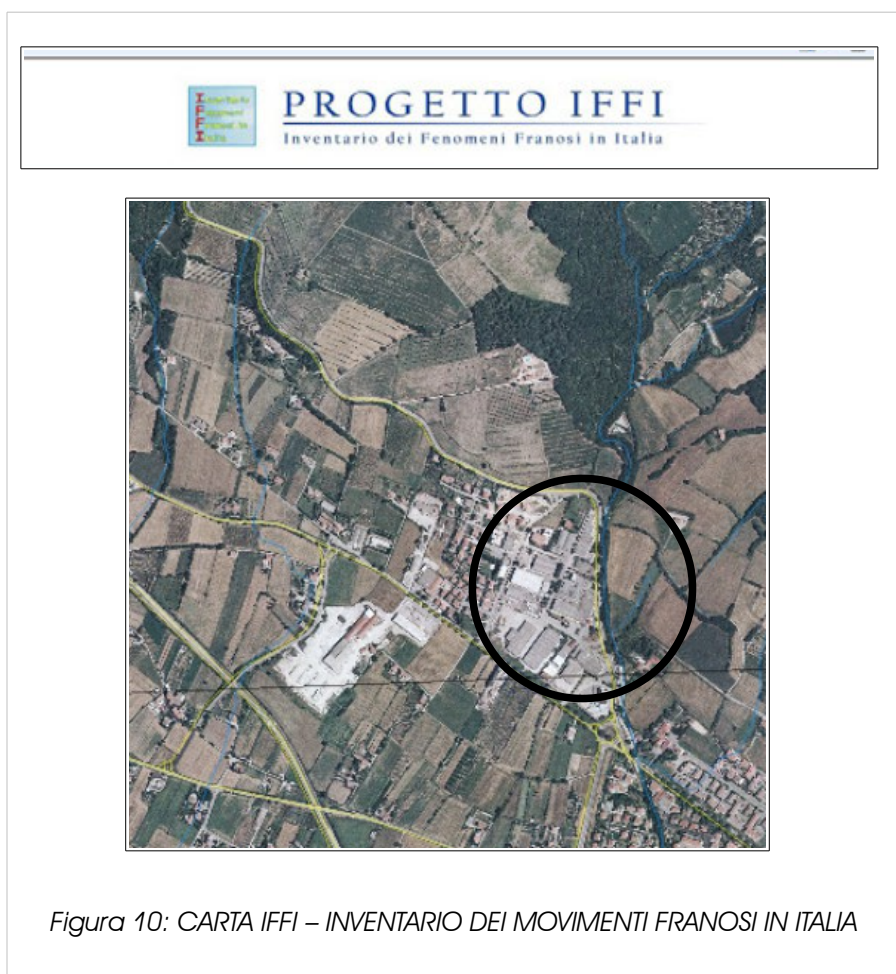 PROGETTO IFFI
Inventario dei Fenomeni Franosi in Italia
Figura 10: CARTA IFFI – INVENTARIO DEI MOVIMENTI FRANOSI IN ITALIA